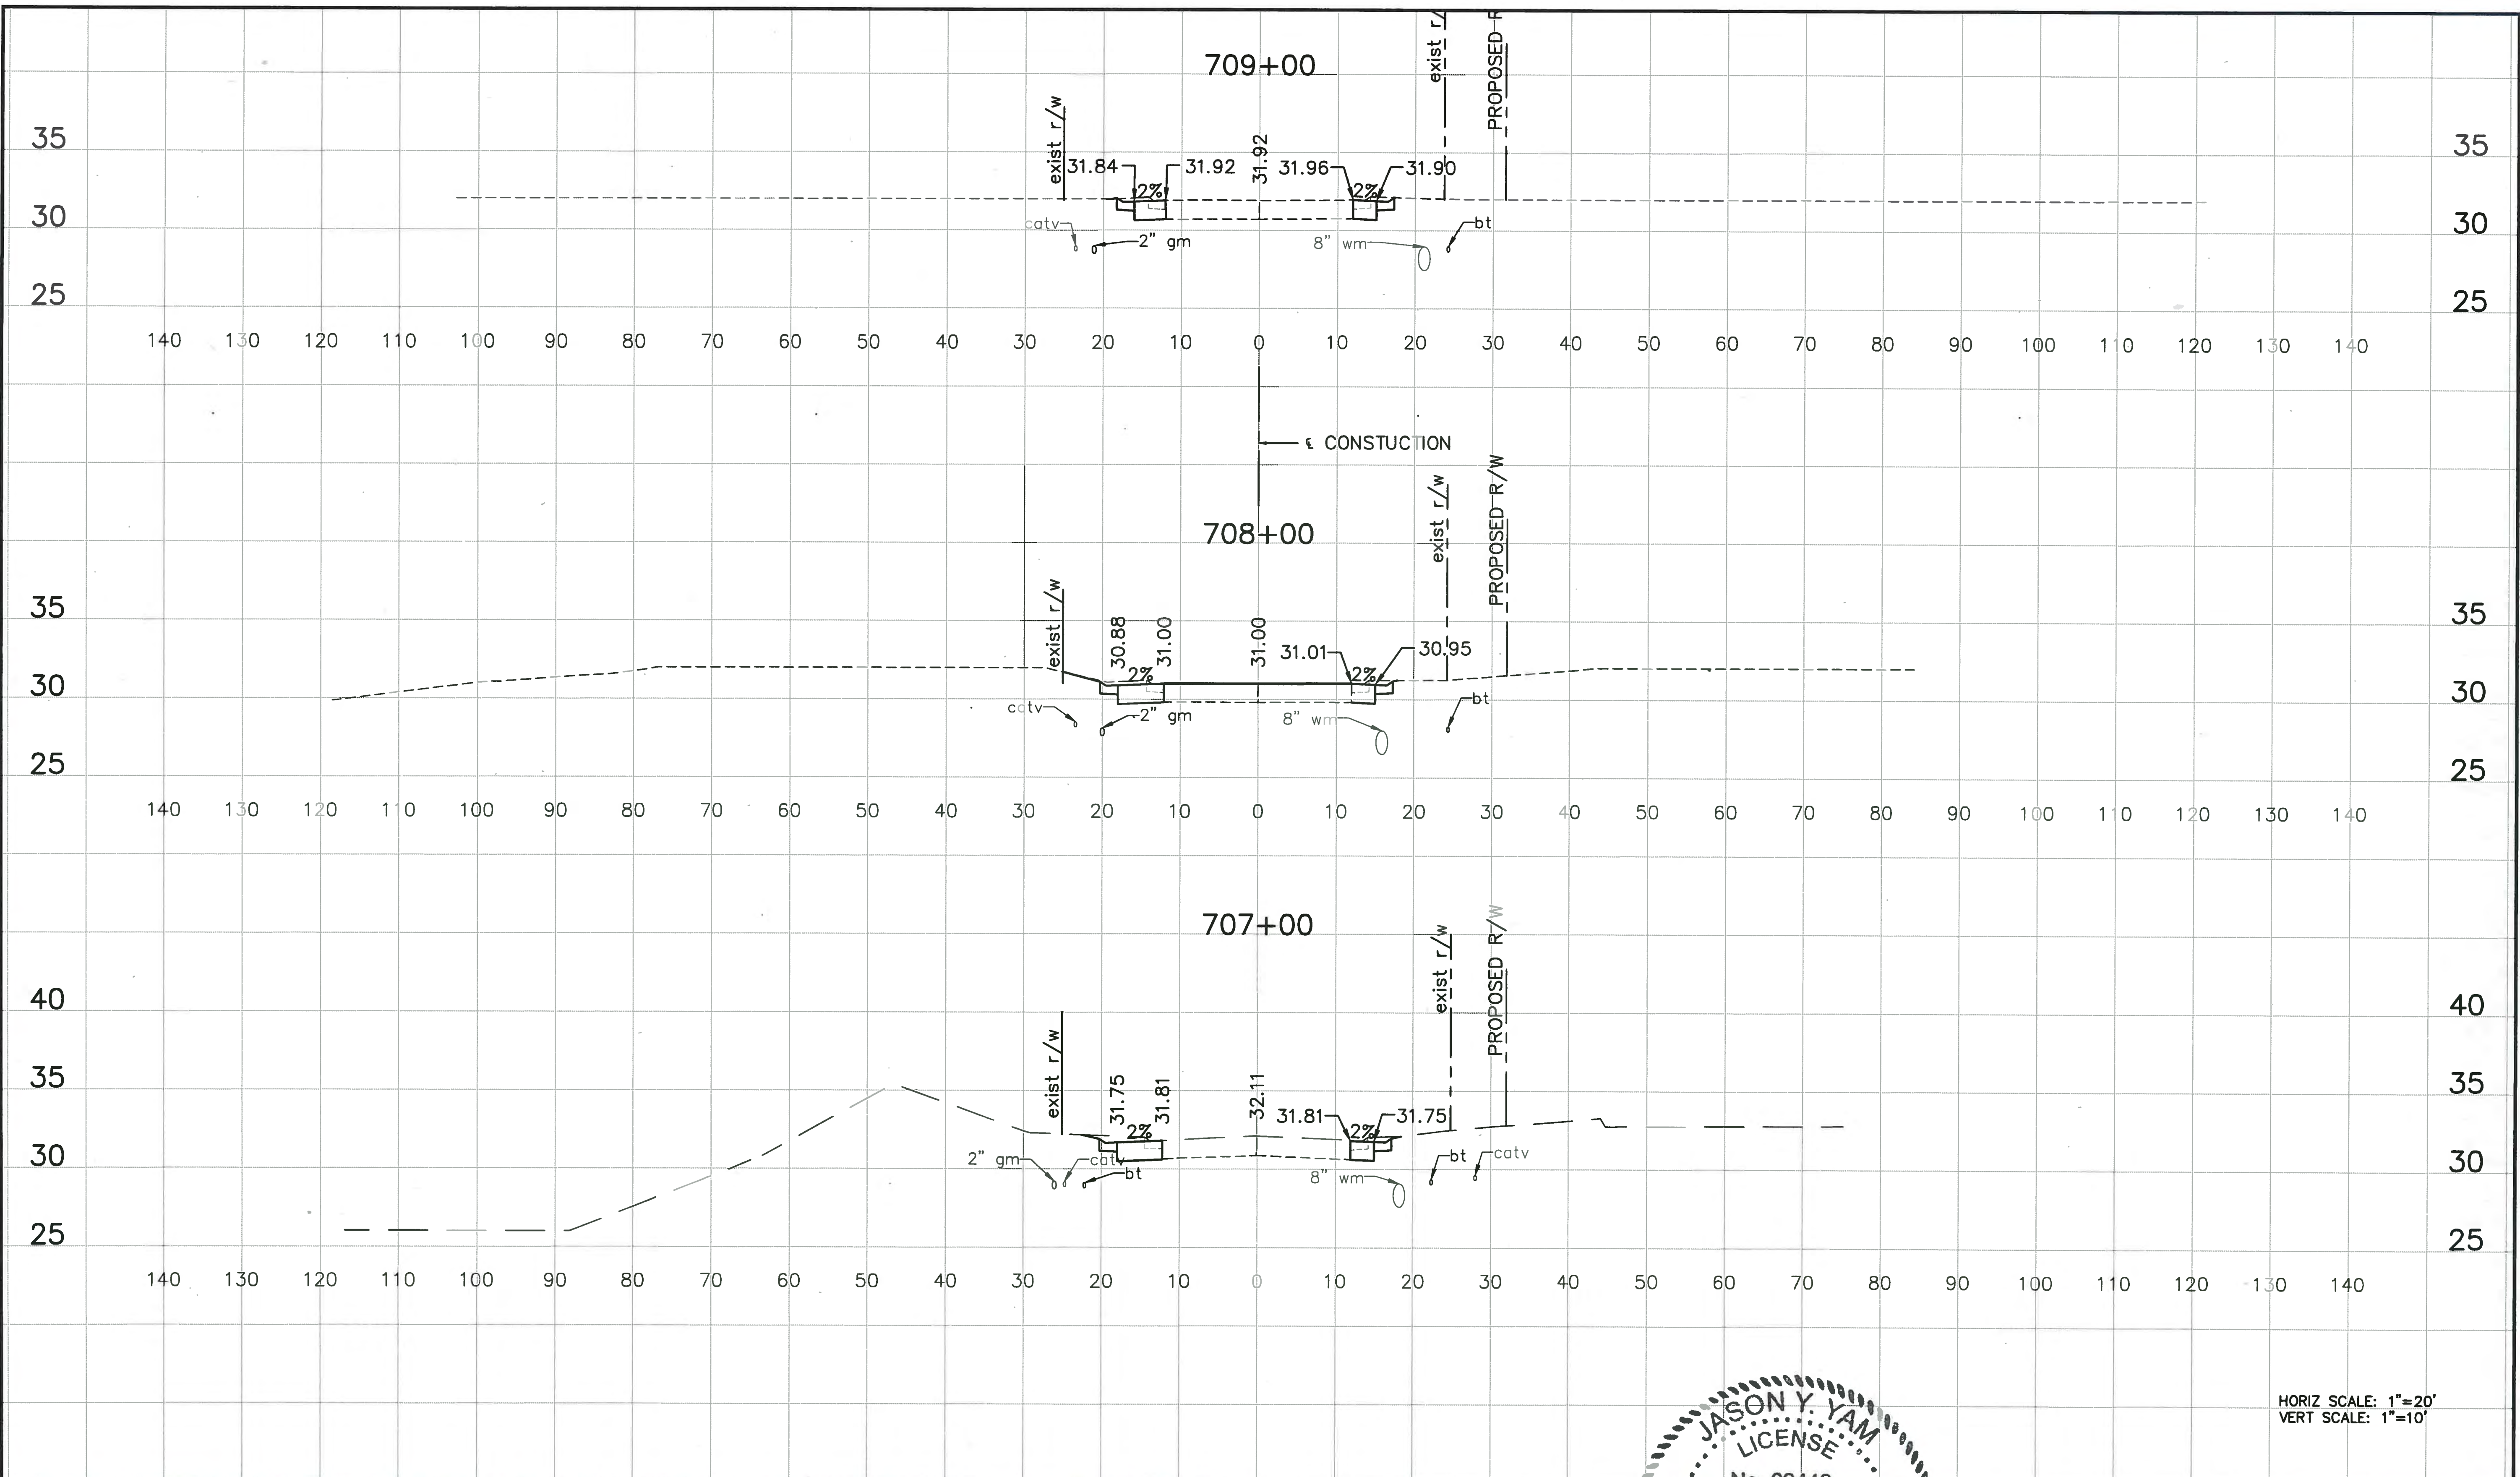 709+00
exist r/
PROPOSED R
exist r/w
35
35
31.84
31.92
31.92
31.96
31.90
2%
2%
30
30
catv
2" gm
8" wm
bt
25
25
140 130 120 110 100 90 80 70 60 50 40 30 20 10 0 10 20 30 40 50 60 70 80 90 100 110 120 130 140
℄ CONSTUCTION
708+00
exist r/w
PROPOSED R/W
exist r/w
35
35
30.88
31.00
31.00
31.01
30.95
2%
2%
30
30
catv
2" gm
8" wm
bt
25
25
140 130 120 110 100 90 80 70 60 50 40 30 20 10 0 10 20 30 40 50 60 70 80 90 100 110 120 130 140
707+00
exist r/w
PROPOSED R/W
40
40
exist r/w
35
35
31.75
31.81
32.11
31.81
31.75
2%
2%
30
30
2" gm
catv
bt
8" wm
bt
catv
25
25
140 130 120 110 100 90 80 70 60 50 40 30 20 10 0 10 20 30 40 50 60 70 80 90 100 110 120 130 140
HORIZ SCALE: 1"=20'
VERT SCALE: 1"=10'
JASON Y. YAM
LICENSE